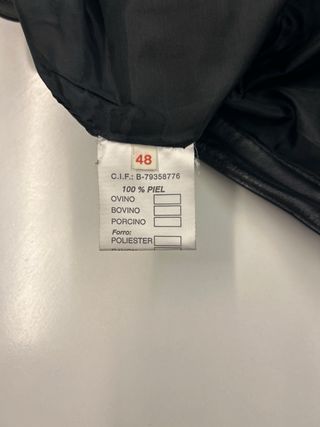 48
C.I.F.: B-79358776
100 % PIEL
OVINO
BOVINO
PORCINO
Forro:
POLIESTER